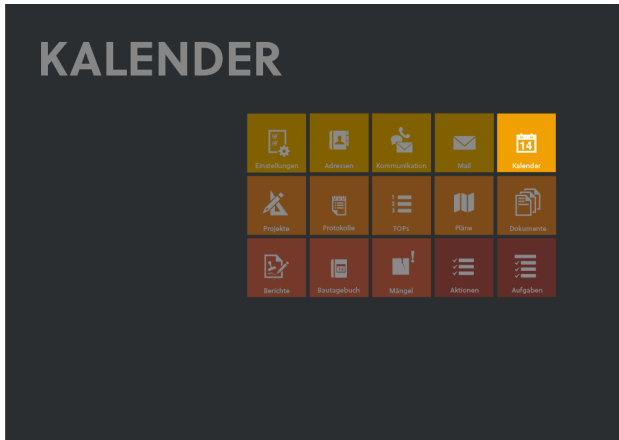 KALENDER
Einstellungen Adressen Kommunikation Mail 14 Kalender
Projekte Protokolle TOPs Pläne Dokumente
Berichte Bautagebuch Mängel Aktionen Aufgaben